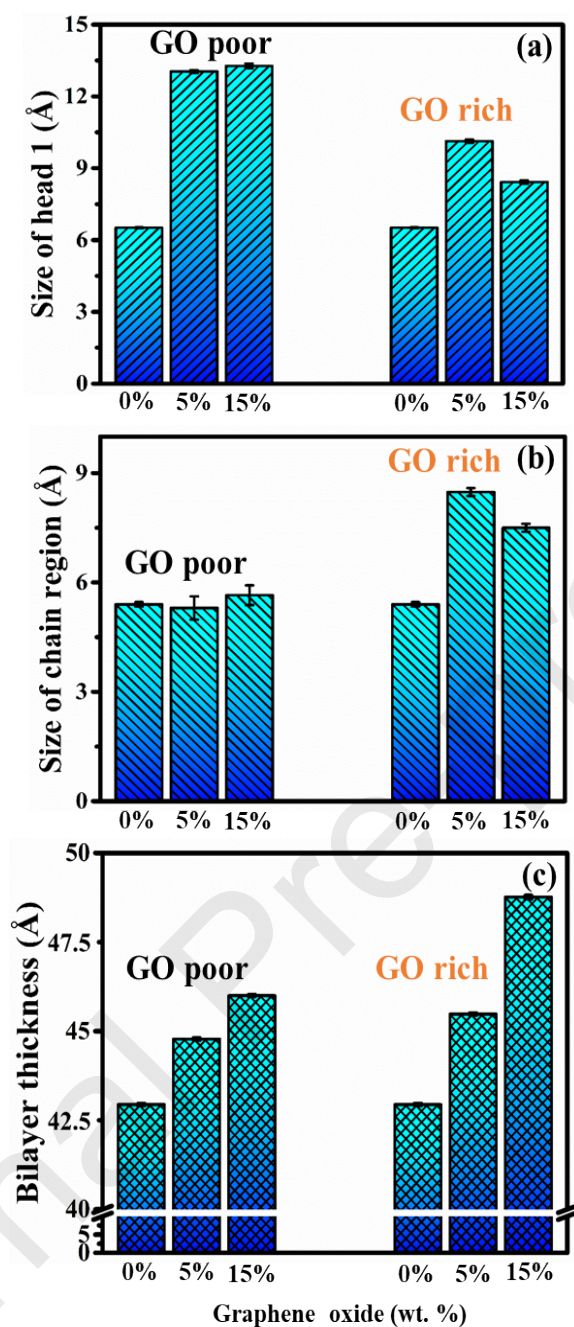 15
12
9
6
3
0
Size of head 1 (Å)
GO poor
(a)
GO rich
0% 5% 15% 0% 5% 15%
9
6
3
0
Size of chain region (Å)
GO rich
(b)
GO poor
0% 5% 15% 0% 5% 15%
50
47.5
45
42.5
40
5
0
Bilayer thickness (Å)
(c)
GO poor
GO rich
0% 5% 15% 0% 5% 15%
Graphene oxide (wt. %)